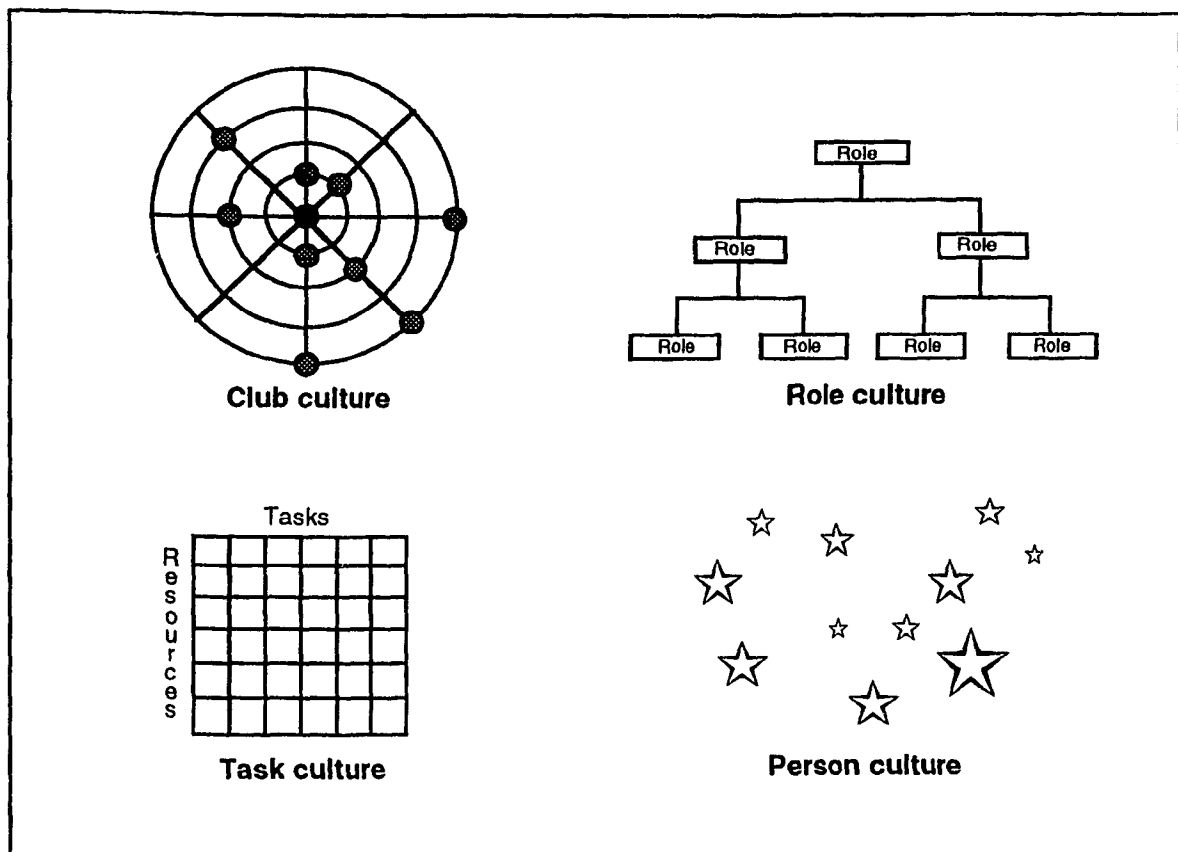 Role
Role Role
Role Role Role Role
Club culture
Role culture
Tasks
Resources
Task culture
Person culture